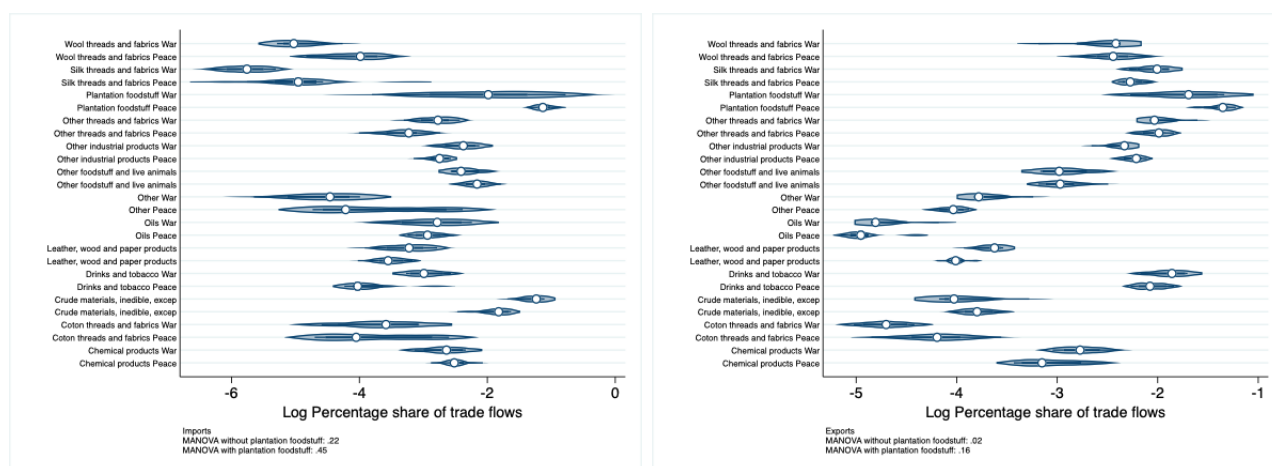 Wool threads and fabrics War
Wool threads and fabrics Peace
Silk threads and fabrics War
Silk threads and fabrics Peace
Plantation foodstuff War
Plantation foodstuff Peace
Other threads and fabrics War
Other threads and fabrics Peace
Other industrial products War
Other industrial products Peace
Other foodstuff and live animals
Other foodstuff and live animals
Other War
Other Peace
Oils War
Oils Peace
Leather, wood and paper products
Leather, wood and paper products
Drinks and tobacco War
Drinks and tobacco Peace
Crude materials, inedible, excep
Crude materials, inedible, excep
Coton threads and fabrics War
Coton threads and fabrics Peace
Chemical products War
Chemical products Peace
-6 -4 -2 0
Log Percentage share of trade flows
Imports
MANOVA without plantation foodstuff: .22
MANOVA with plantation foodstuff: .45
Wool threads and fabrics War
Wool threads and fabrics Peace
Silk threads and fabrics War
Silk threads and fabrics Peace
Plantation foodstuff War
Plantation foodstuff Peace
Other threads and fabrics War
Other threads and fabrics Peace
Other industrial products War
Other industrial products Peace
Other foodstuff and live animals
Other foodstuff and live animals
Other War
Other Peace
Oils War
Oils Peace
Leather, wood and paper products
Leather, wood and paper products
Drinks and tobacco War
Drinks and tobacco Peace
Crude materials, inedible, excep
Crude materials, inedible, excep
Coton threads and fabrics War
Coton threads and fabrics Peace
Chemical products War
Chemical products Peace
-5 -4 -3 -2 -1
Log Percentage share of trade flows
Exports
MANOVA without plantation foodstuff: .02
MANOVA with plantation foodstuff: .16